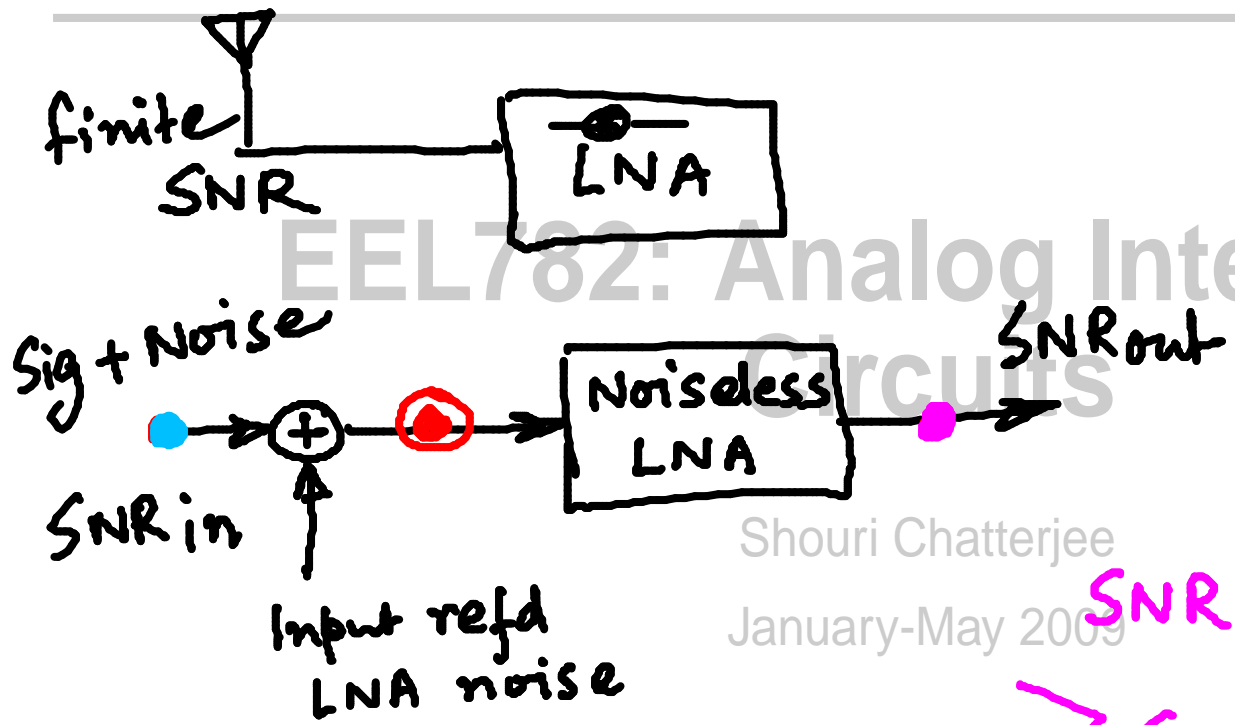 finite
SNR
LNA
EEL782: Analog Inte
Circuits
Sig + Noise
SNRout
Noiseless
LNA
SNRin
Shouri Chatterjee
SNR
January-May 2009
Input refd
LNA noise